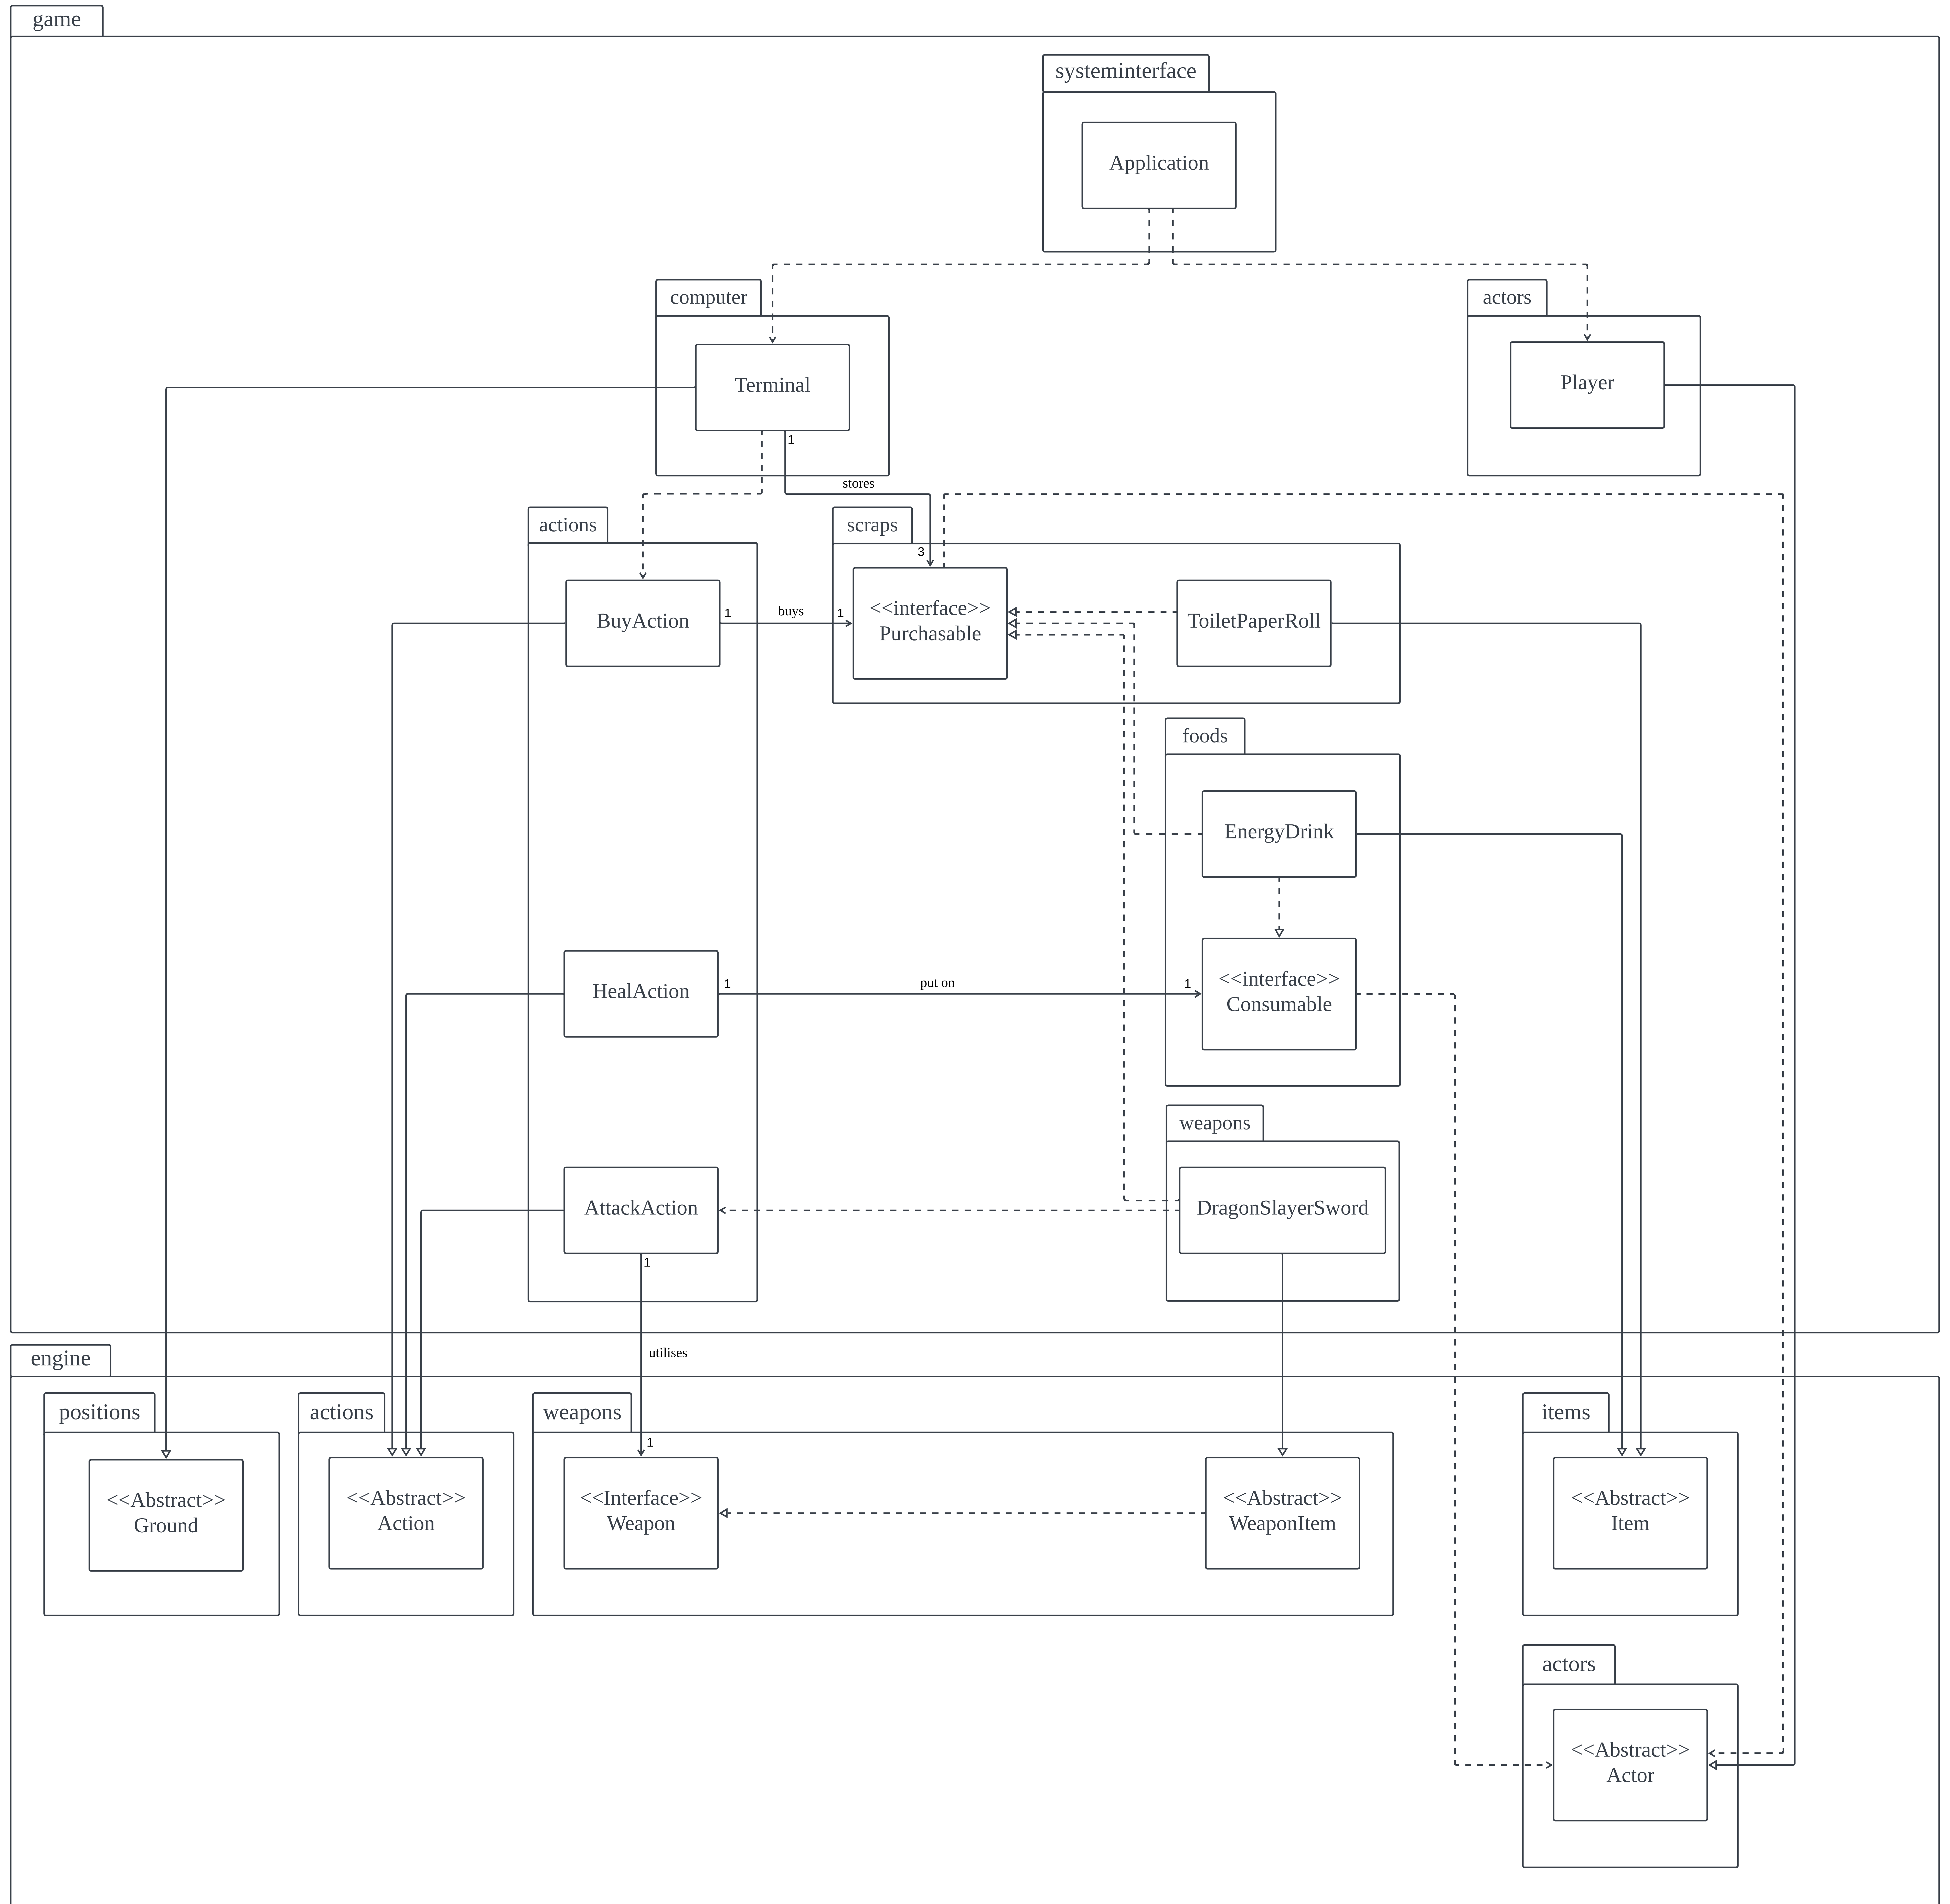 game
systeminterface
Application
computer
actors
Terminal
Player
1
stores
actions
scraps
3
BuyAction
1
buys
1
<<interface>>
Purchasable
ToiletPaperRoll
foods
EnergyDrink
HealAction
1
put on
1
<<interface>>
Consumable
weapons
AttackAction
DragonSlayerSword
1
engine
utilises
positions
actions
weapons
items
1
<<Abstract>>
Ground
<<Abstract>>
Action
<<Interface>>
Weapon
<<Abstract>>
WeaponItem
<<Abstract>>
Item
actors
<<Abstract>>
Actor